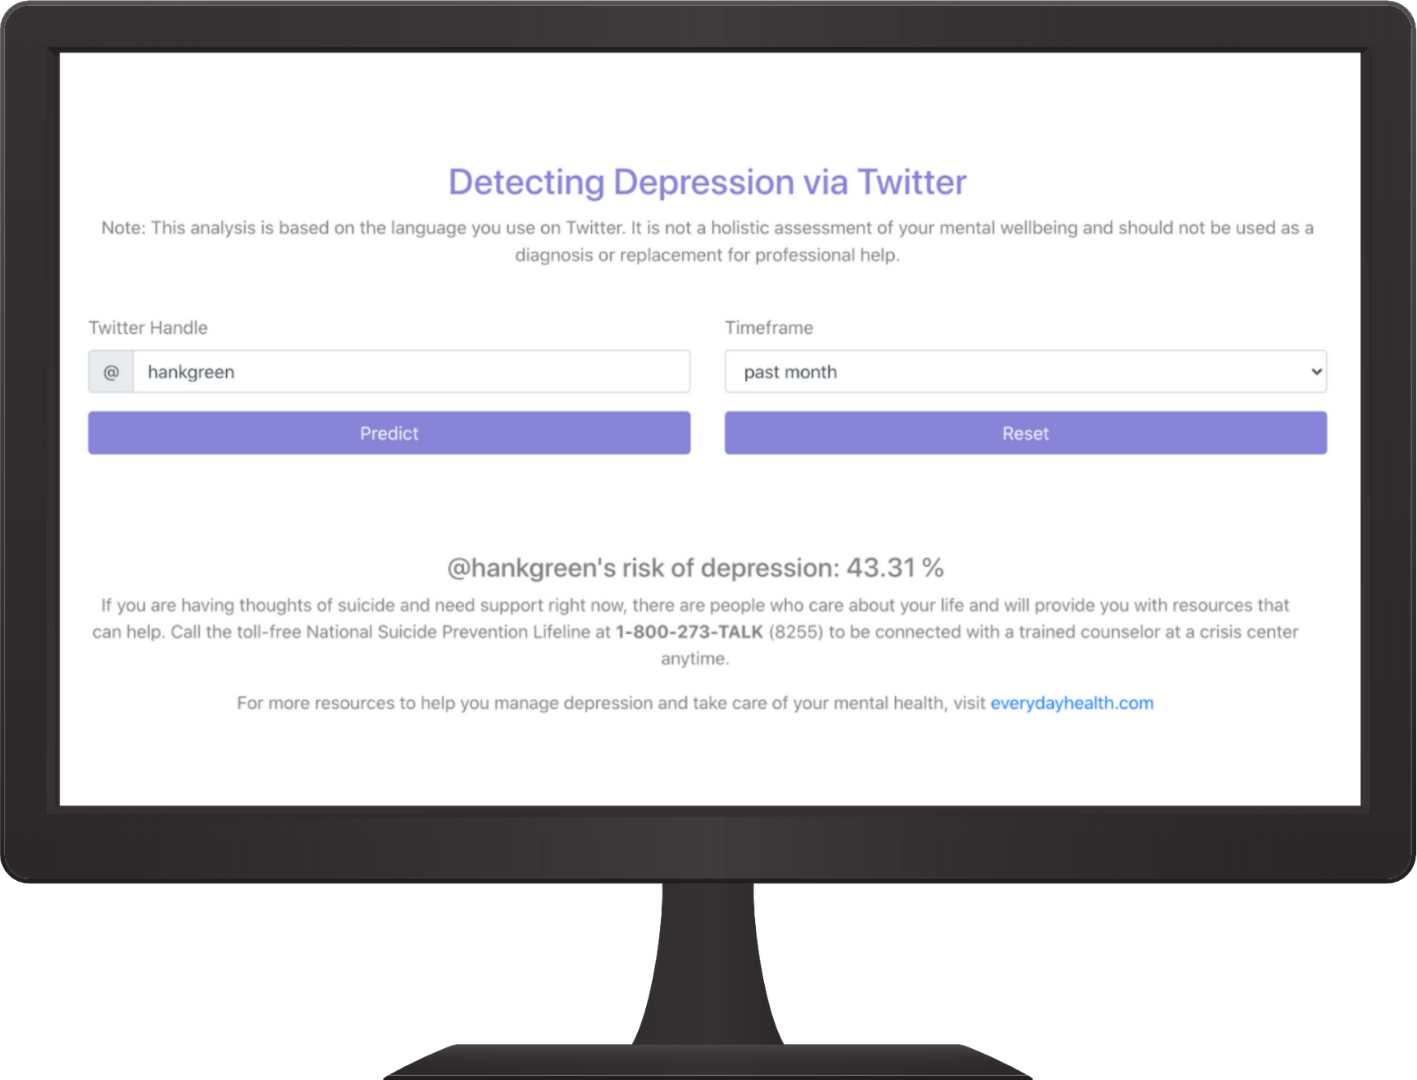 Detecting Depression via Twitter
Note: This analysis is based on the language you use on Twitter. It is not a holistic assessment of your mental wellbeing and should not be used as a
diagnosis or replacement for professional help.
Twitter Handle
Timeframe
@ hankgreen
past month
Predict
Reset
@hankgreen's risk of depression: 43.31 %
If you are having thoughts of suicide and need support right now, there are people who care about your life and will provide you with resources that
can help. Call the toll-free National Suicide Prevention Lifeline at 1-800-273-TALK (8255) to be connected with a trained counselor at a crisis center
anytime.
For more resources to help you manage depression and take care of your mental health, visit everydayhealth.com